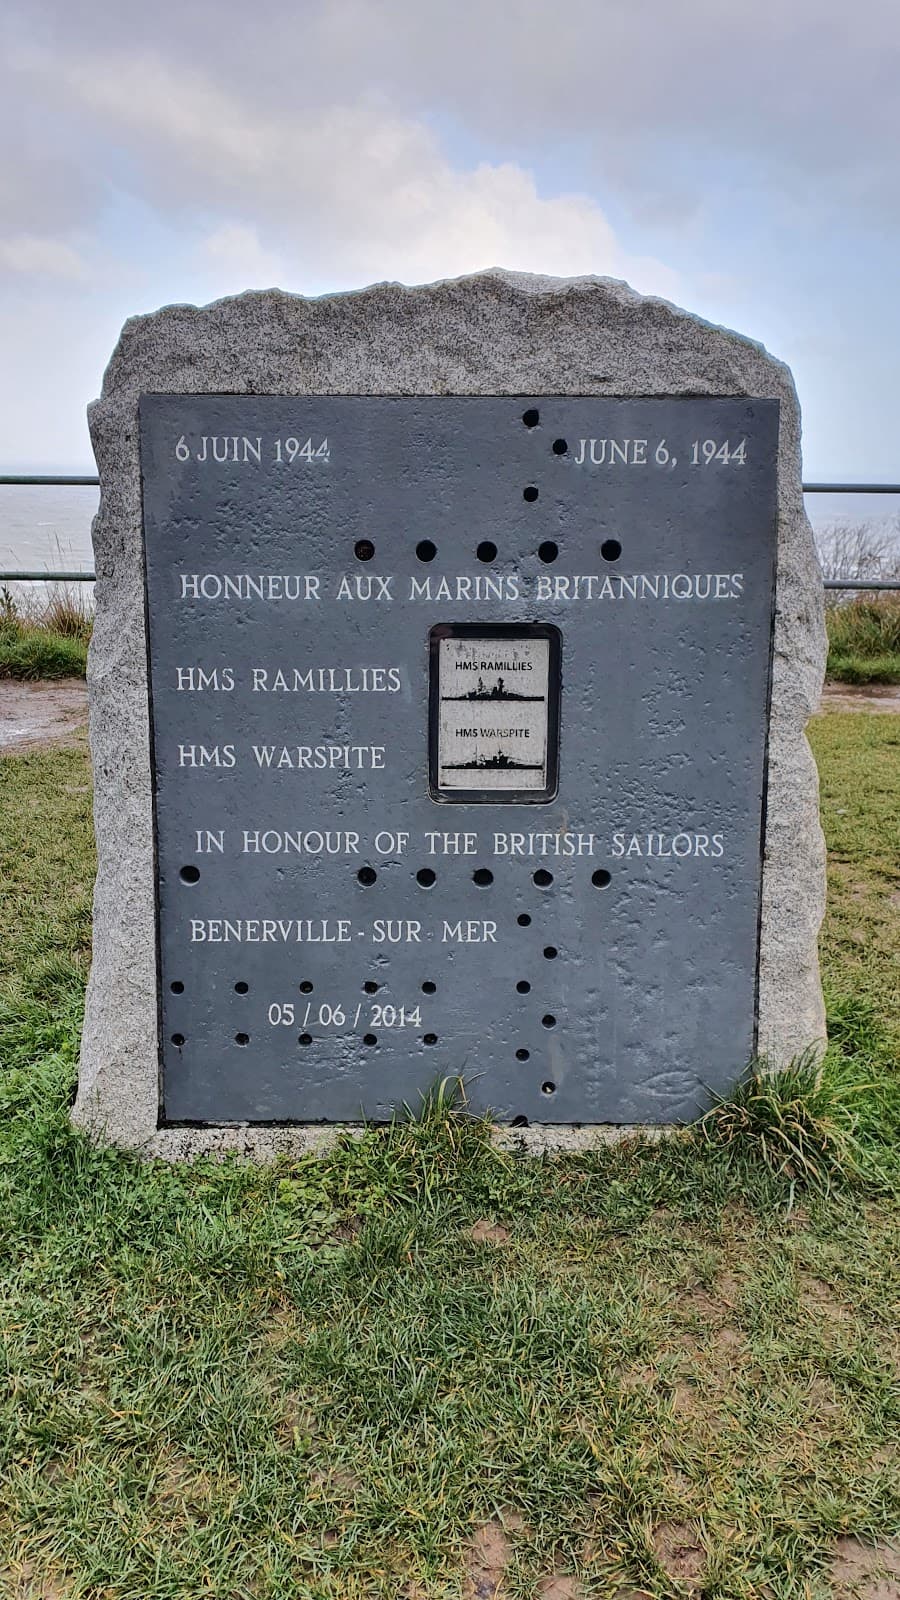 6 JUIN 1944 JUNE 6, 1944
HONNEUR AUX MARINS BRITANNIQUES
HMS RAMILLIES
HMS RAMILLIES
HMS WARSPITE
HMS WARSPITE
IN HONOUR OF THE BRITISH SAILORS
BENERVILLE - SUR MER
05 / 06 / 2014